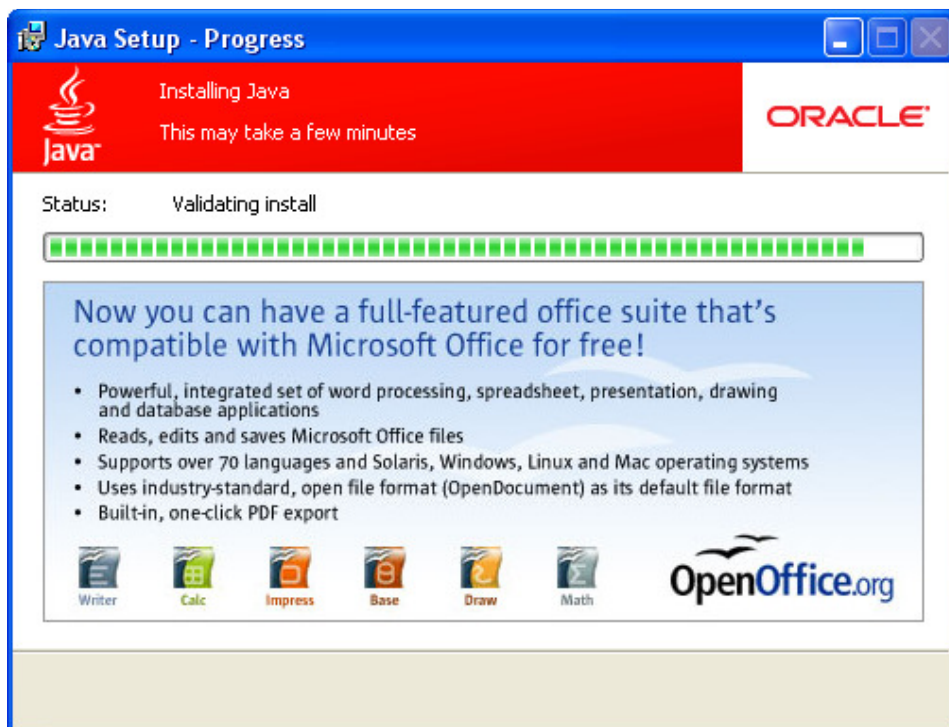 Java Setup - Progress
Installing Java
This may take a few minutes
Java™
ORACLE®
Status: Validating install
Now you can have a full-featured office suite that's
compatible with Microsoft Office for free!
• Powerful, integrated set of word processing, spreadsheet, presentation, drawing
and database applications
• Reads, edits and saves Microsoft Office files
• Supports over 70 languages and Solaris, Windows, Linux and Mac operating systems
• Uses industry-standard, open file format (OpenDocument) as its default file format
• Built-in, one-click PDF export
Writer Calc Impress Base Draw Math
OpenOffice.org